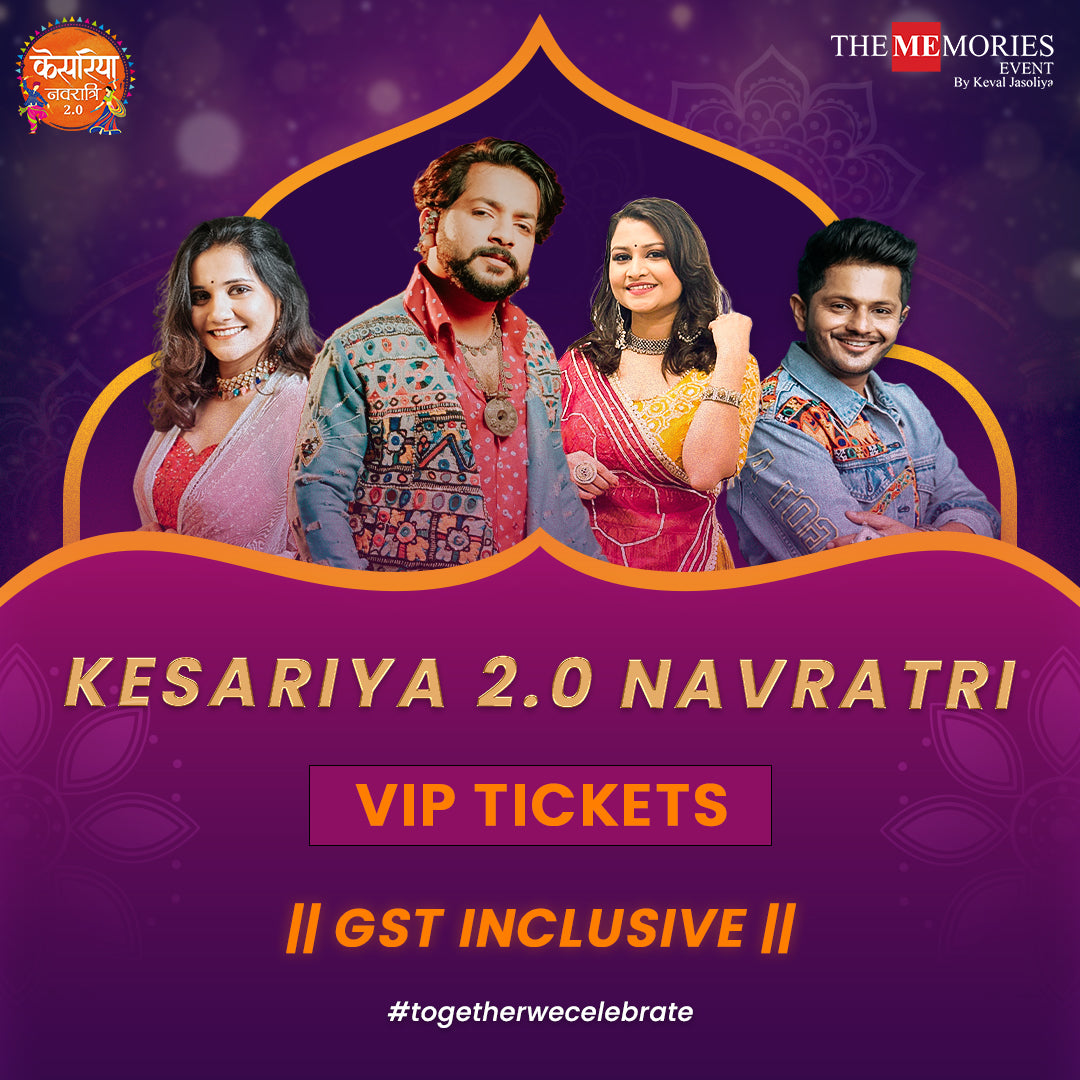 केसरिया
नवरात्रि
2.0
THE MEMORIES
EVENT
By Keval Jasoliya
KESARIYA 2.0 NAVRATRI
VIP TICKETS
|| GST INCLUSIVE ||
#togetherwecelebrate